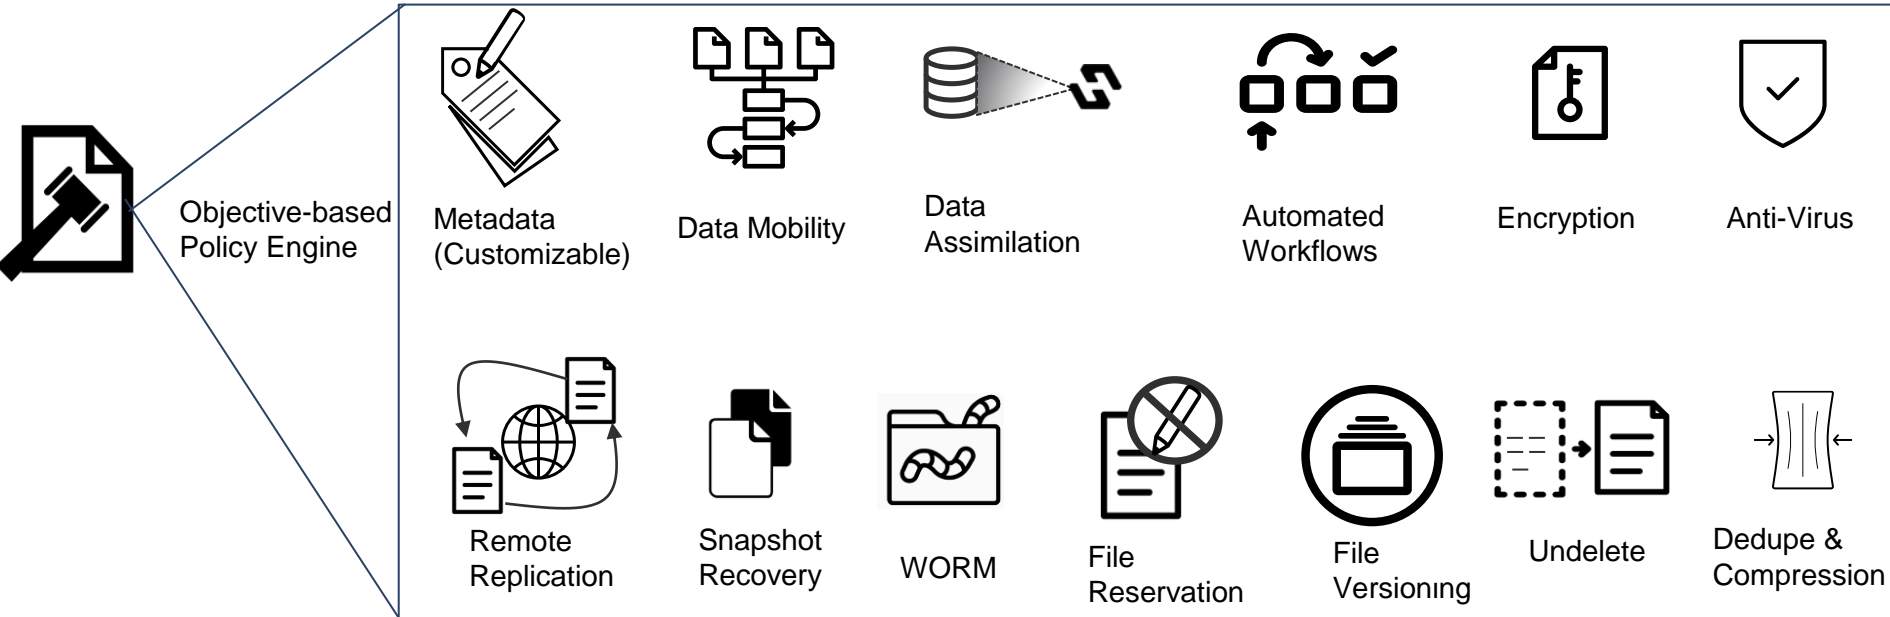 Objective-based
Policy Engine
Metadata
(Customizable)
Data Mobility
Data
Assimilation
Automated
Workflows
Encryption
Anti-Virus
Remote
Replication
Snapshot
Recovery
WORM
File
Reservation
File
Versioning
Undelete
Dedupe &
Compression